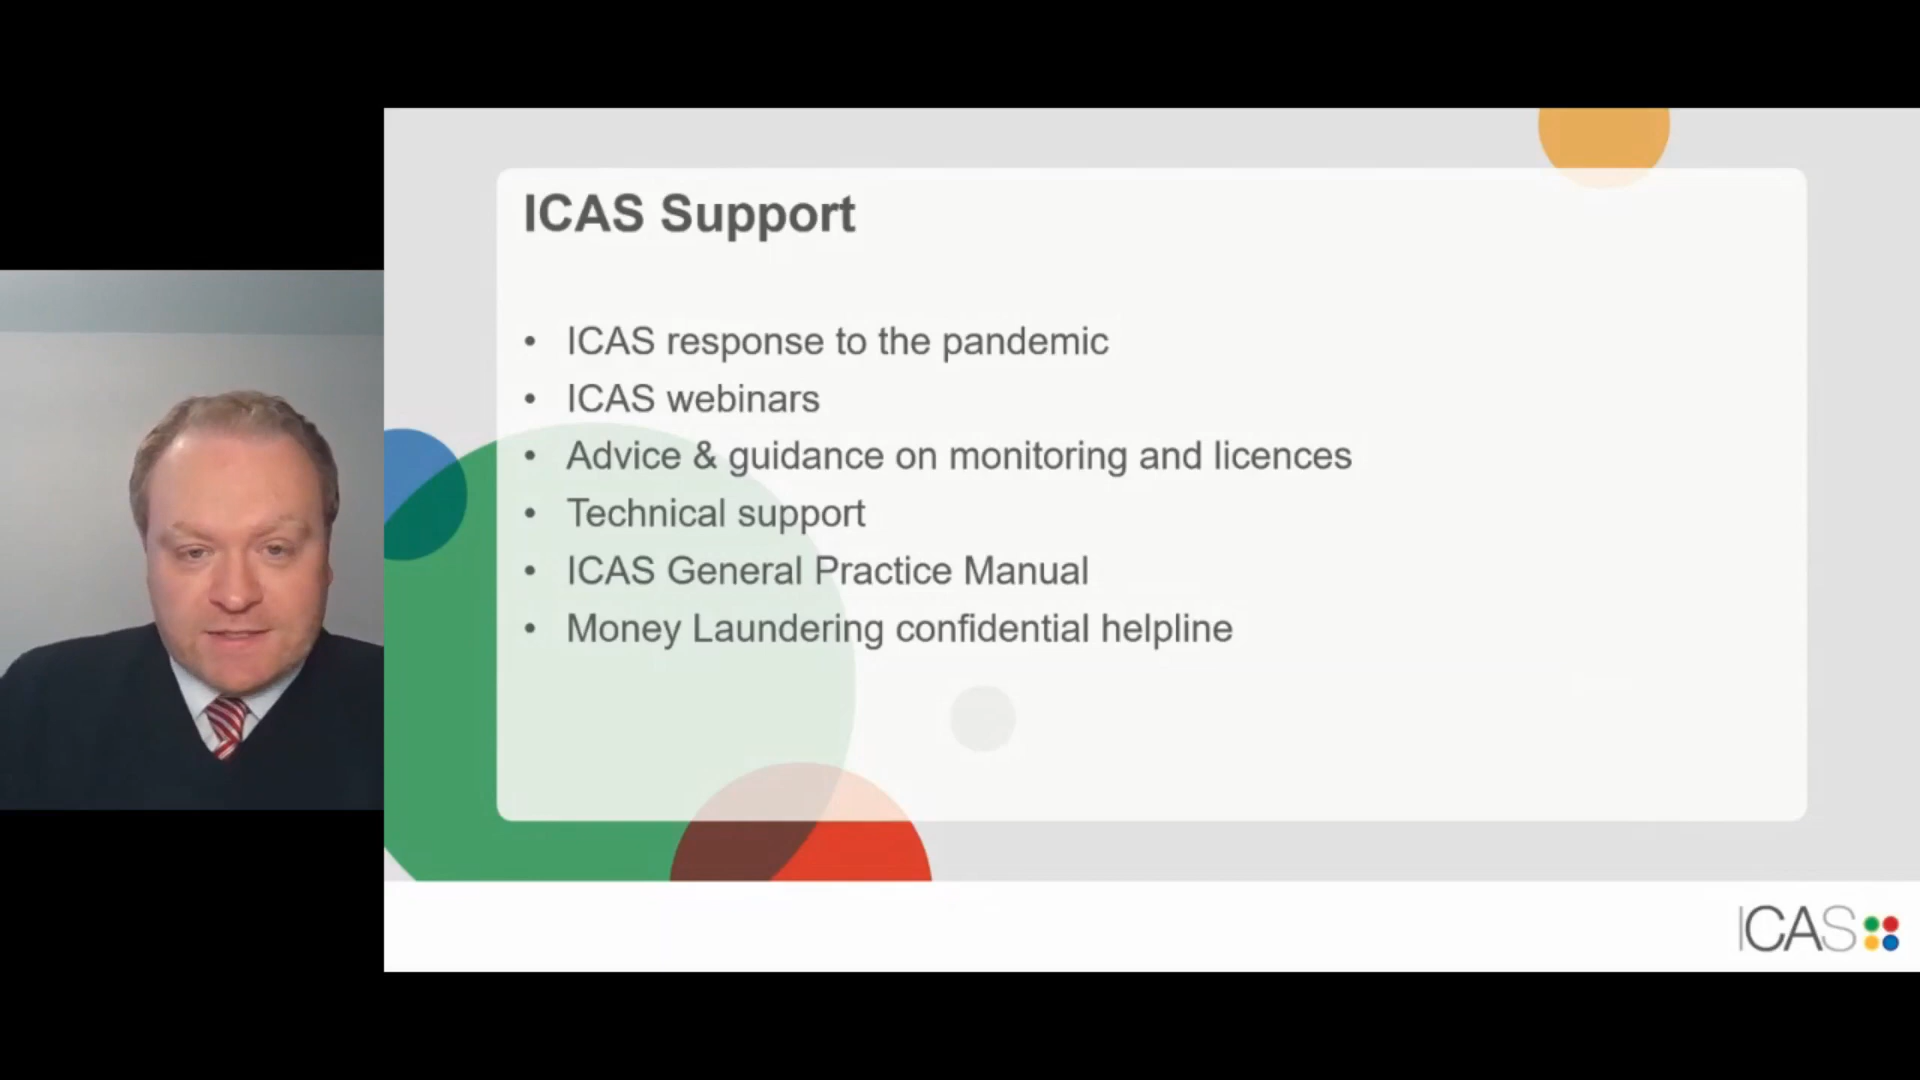 ICAS Support
• ICAS response to the pandemic
• ICAS webinars
• Advice & guidance on monitoring and licences
• Technical support
• ICAS General Practice Manual
• Money Laundering confidential helpline
ICAS